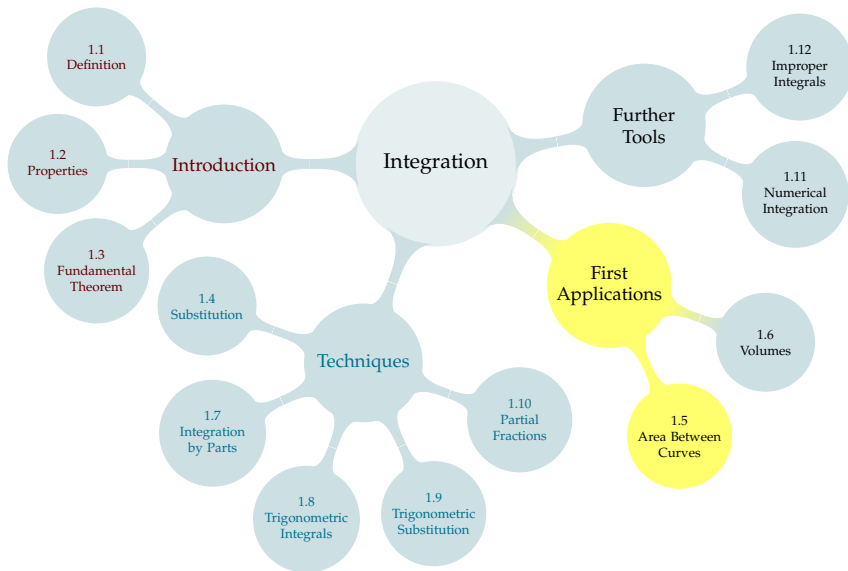 Integration
Introduction
1.1
Definition
1.2
Properties
1.3
Fundamental
Theorem
Techniques
1.4
Substitution
1.7
Integration
by Parts
1.8
Trigonometric
Integrals
1.9
Trigonometric
Substitution
1.10
Partial
Fractions
First
Applications
1.5
Area Between
Curves
1.6
Volumes
Further
Tools
1.11
Numerical
Integration
1.12
Improper
Integrals